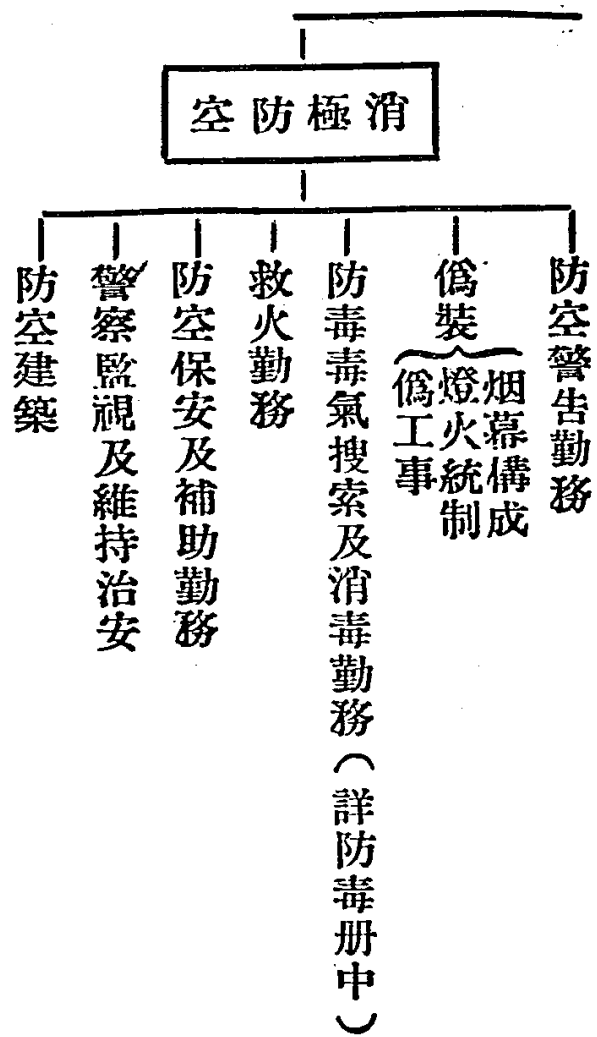 消極防空
防空警告勤務
僞裝
烟幕構成
燈火統制
僞工事
防毒毒氣搜索及消毒勤務(詳防毒册中)
救火勤務
防空保安及補助勤務
警察監視及維持治安
防空建築